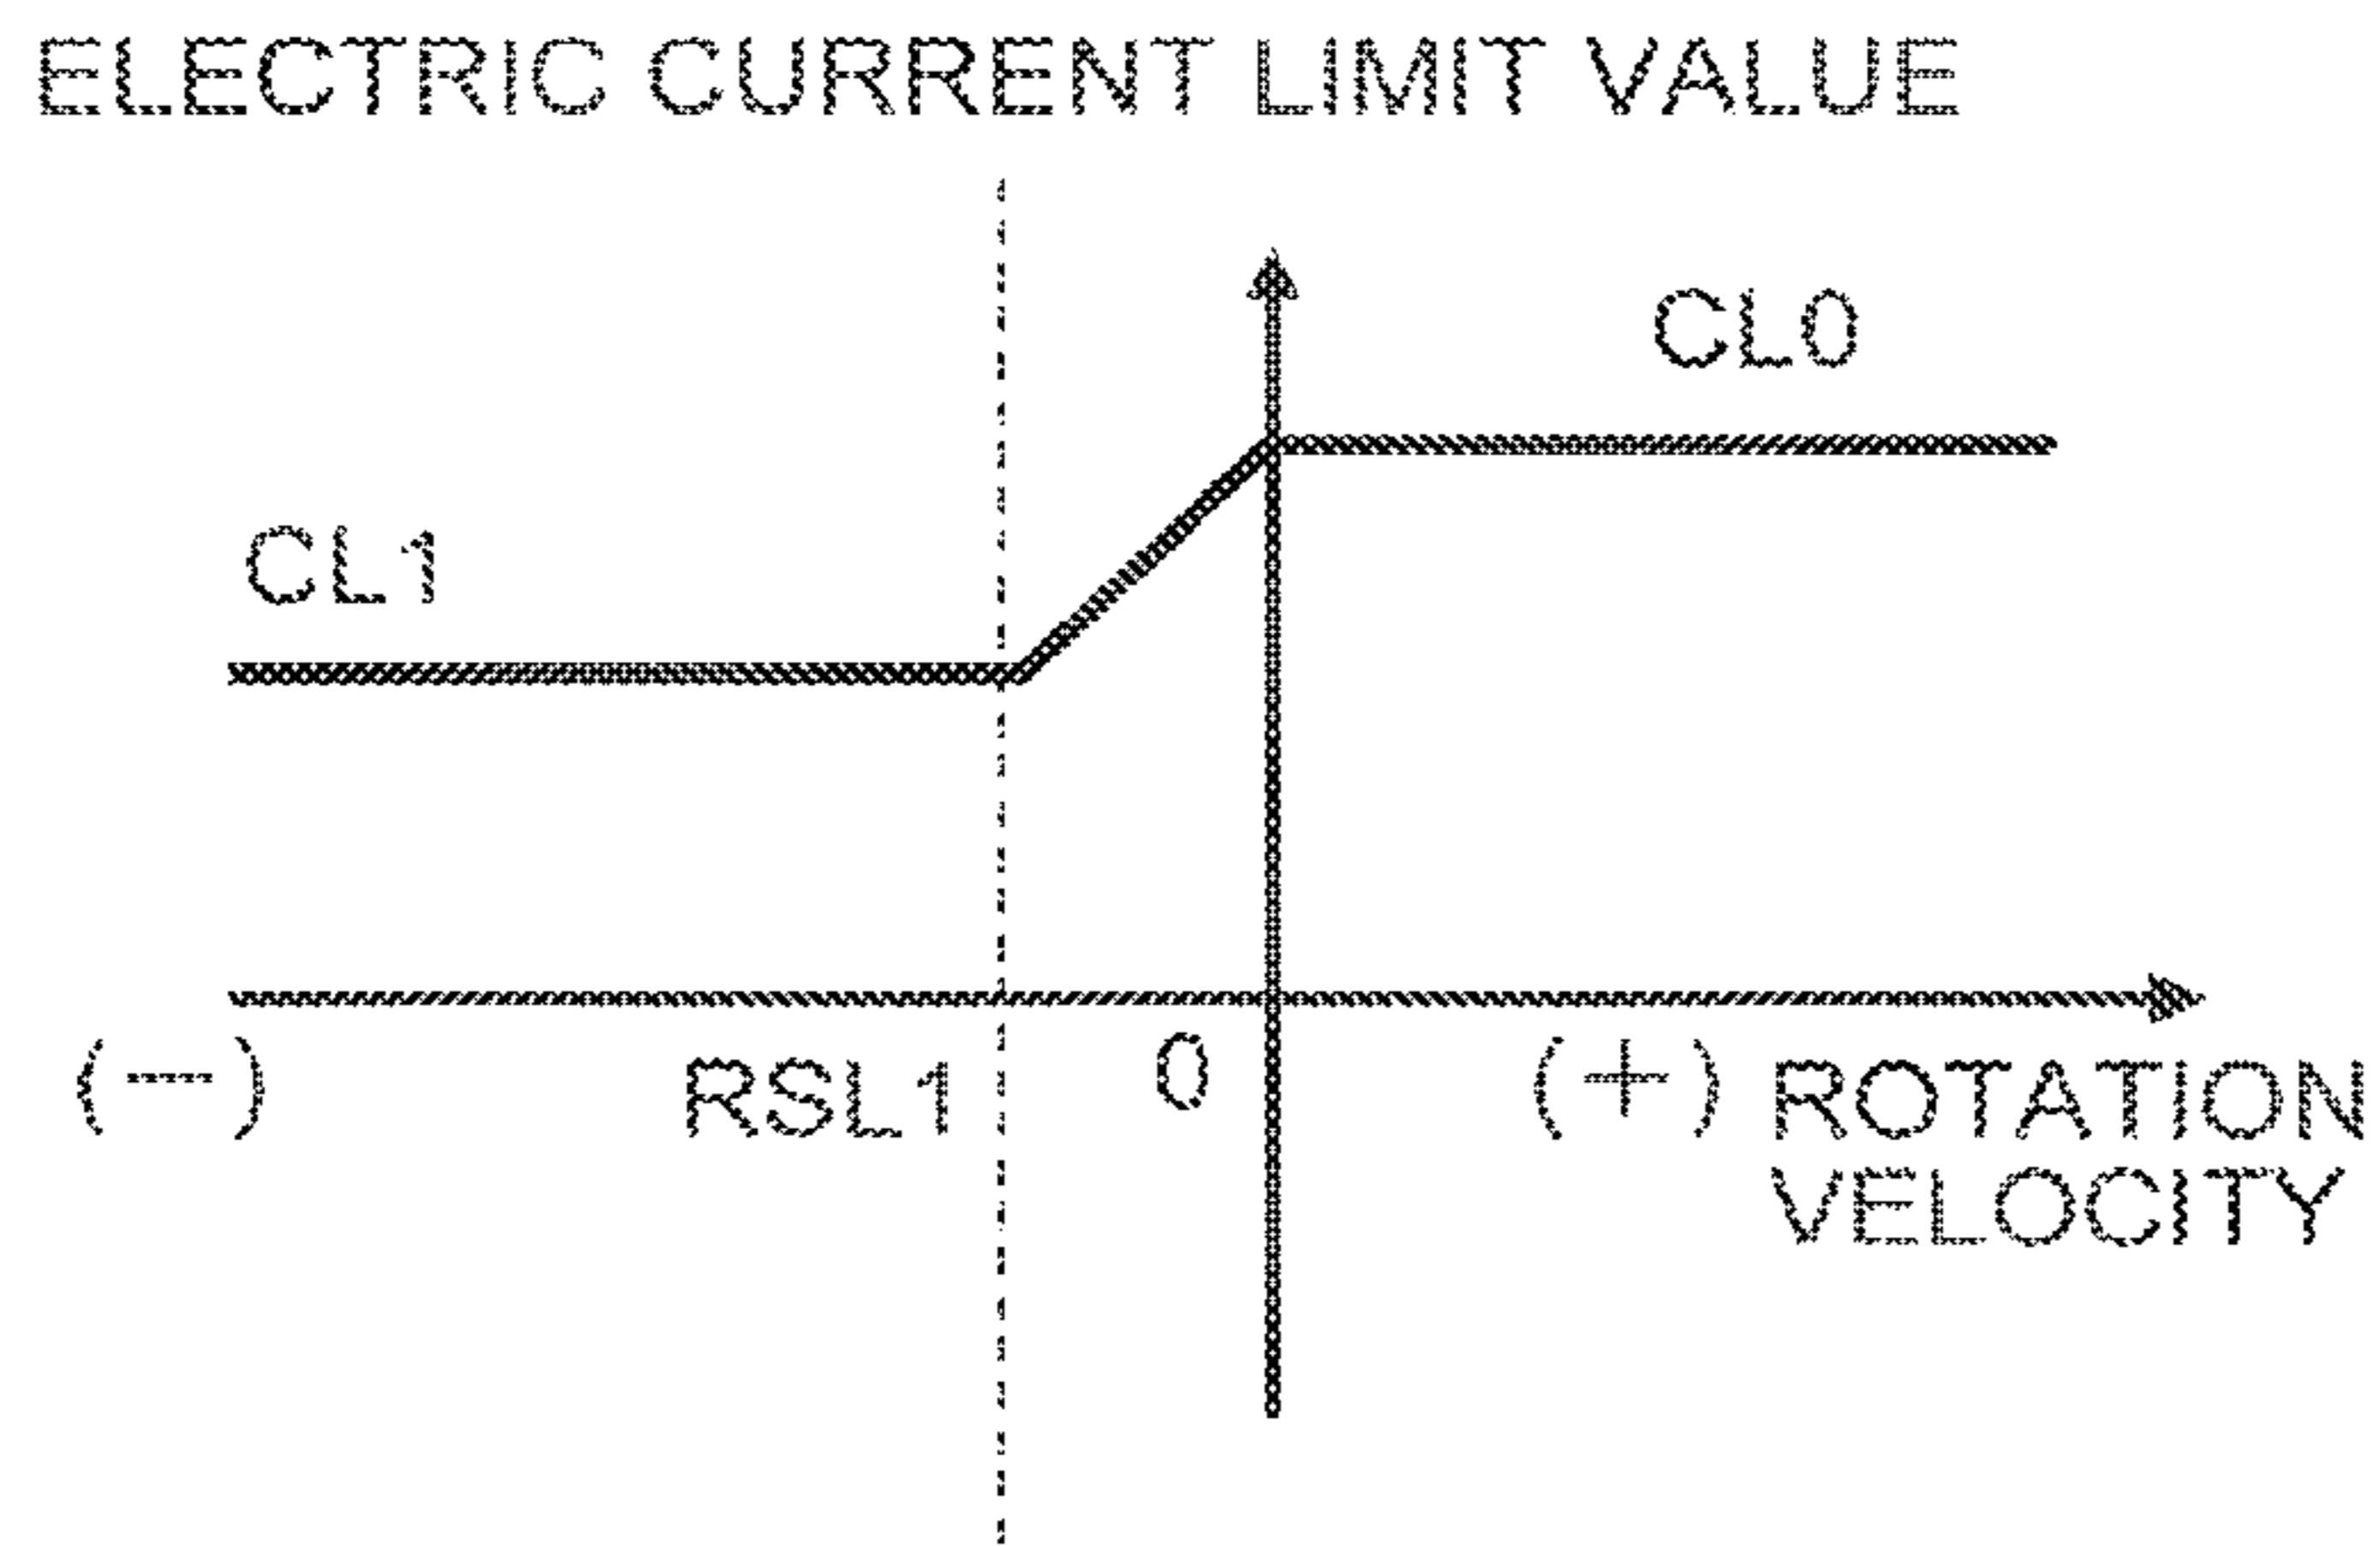 ELECTRIC CURRENT LIMIT VALUE
CL0
CL1
(—) RSL1 0 (+) ROTATION
VELOCITY